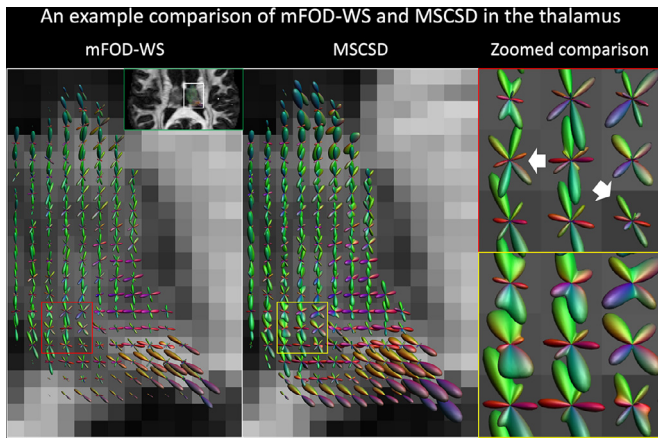 An example comparison of mFOD-WS and MSCSD in the thalamus
mFOD-WS
MSCSD
Zoomed comparison